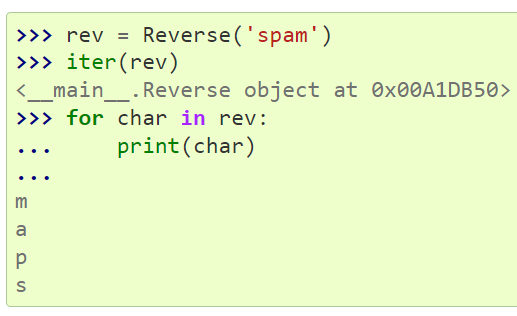 >>> rev = Reverse('spam')
>>> iter(rev)
<__main__.Reverse object at 0x00A1DB50>
>>> for char in rev:
...     print(char)
...
m
a
p
s